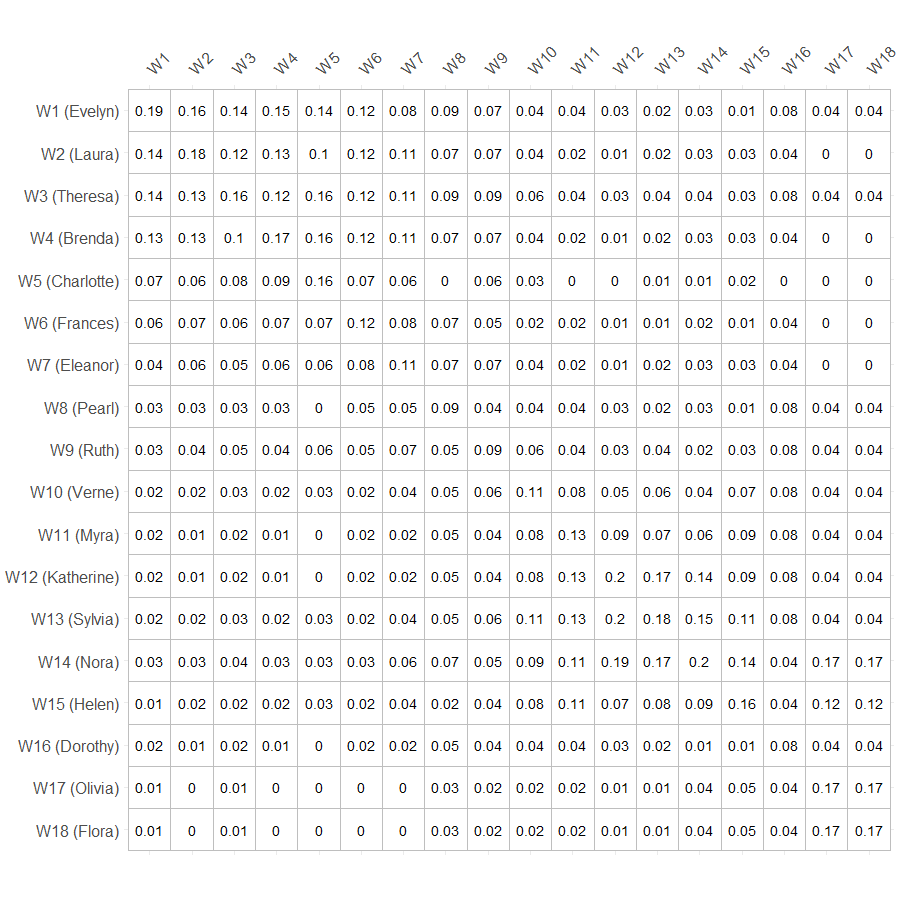 W1 W2 W3 W4 W5 W6 W7 W8 W9 W10 W11 W12 W13 W14 W15 W16 W17 W18
W1 (Evelyn) 0.19 0.16 0.14 0.15 0.14 0.12 0.08 0.09 0.07 0.04 0.04 0.03 0.02 0.03 0.01 0.08 0.04 0.04
W2 (Laura) 0.14 0.18 0.12 0.13 0.1 0.12 0.11 0.07 0.07 0.04 0.02 0.01 0.02 0.03 0.03 0.04 0 0
W3 (Theresa) 0.14 0.13 0.16 0.12 0.16 0.12 0.11 0.09 0.09 0.06 0.04 0.03 0.04 0.04 0.03 0.08 0.04 0.04
W4 (Brenda) 0.13 0.13 0.1 0.17 0.16 0.12 0.11 0.07 0.07 0.04 0.02 0.01 0.02 0.03 0.03 0.04 0 0
W5 (Charlotte) 0.07 0.06 0.08 0.09 0.16 0.07 0.06 0 0.06 0.03 0 0 0.01 0.01 0.02 0 0 0
W6 (Frances) 0.06 0.07 0.06 0.07 0.07 0.12 0.08 0.07 0.05 0.02 0.02 0.01 0.01 0.02 0.01 0.04 0 0
W7 (Eleanor) 0.04 0.06 0.05 0.06 0.06 0.08 0.11 0.07 0.07 0.04 0.02 0.01 0.02 0.03 0.03 0.04 0 0
W8 (Pearl) 0.03 0.03 0.03 0.03 0 0.05 0.05 0.09 0.04 0.04 0.04 0.03 0.02 0.03 0.01 0.08 0.04 0.04
W9 (Ruth) 0.03 0.04 0.05 0.04 0.06 0.05 0.07 0.05 0.09 0.06 0.04 0.03 0.04 0.02 0.03 0.08 0.04 0.04
W10 (Verne) 0.02 0.02 0.03 0.02 0.03 0.02 0.04 0.05 0.06 0.11 0.08 0.05 0.06 0.04 0.07 0.08 0.04 0.04
W11 (Myra) 0.02 0.01 0.02 0.01 0 0.02 0.02 0.05 0.04 0.08 0.13 0.09 0.07 0.06 0.09 0.08 0.04 0.04
W12 (Katherine) 0.02 0.01 0.02 0.01 0 0.02 0.02 0.05 0.04 0.08 0.13 0.2 0.17 0.14 0.09 0.08 0.04 0.04
W13 (Sylvia) 0.02 0.02 0.03 0.02 0.03 0.02 0.04 0.05 0.06 0.11 0.13 0.2 0.18 0.15 0.11 0.08 0.04 0.04
W14 (Nora) 0.03 0.03 0.04 0.03 0.03 0.03 0.06 0.07 0.05 0.09 0.11 0.19 0.17 0.2 0.14 0.04 0.17 0.17
W15 (Helen) 0.01 0.02 0.02 0.02 0.03 0.02 0.04 0.02 0.04 0.08 0.11 0.07 0.08 0.09 0.16 0.04 0.12 0.12
W16 (Dorothy) 0.02 0.01 0.02 0.01 0 0.02 0.02 0.05 0.04 0.04 0.04 0.03 0.02 0.01 0.01 0.08 0.04 0.04
W17 (Olivia) 0.01 0 0.01 0 0 0 0 0.03 0.02 0.02 0.02 0.01 0.01 0.04 0.05 0.04 0.17 0.17
W18 (Flora) 0.01 0 0.01 0 0 0 0 0.03 0.02 0.02 0.02 0.01 0.01 0.04 0.05 0.04 0.17 0.17